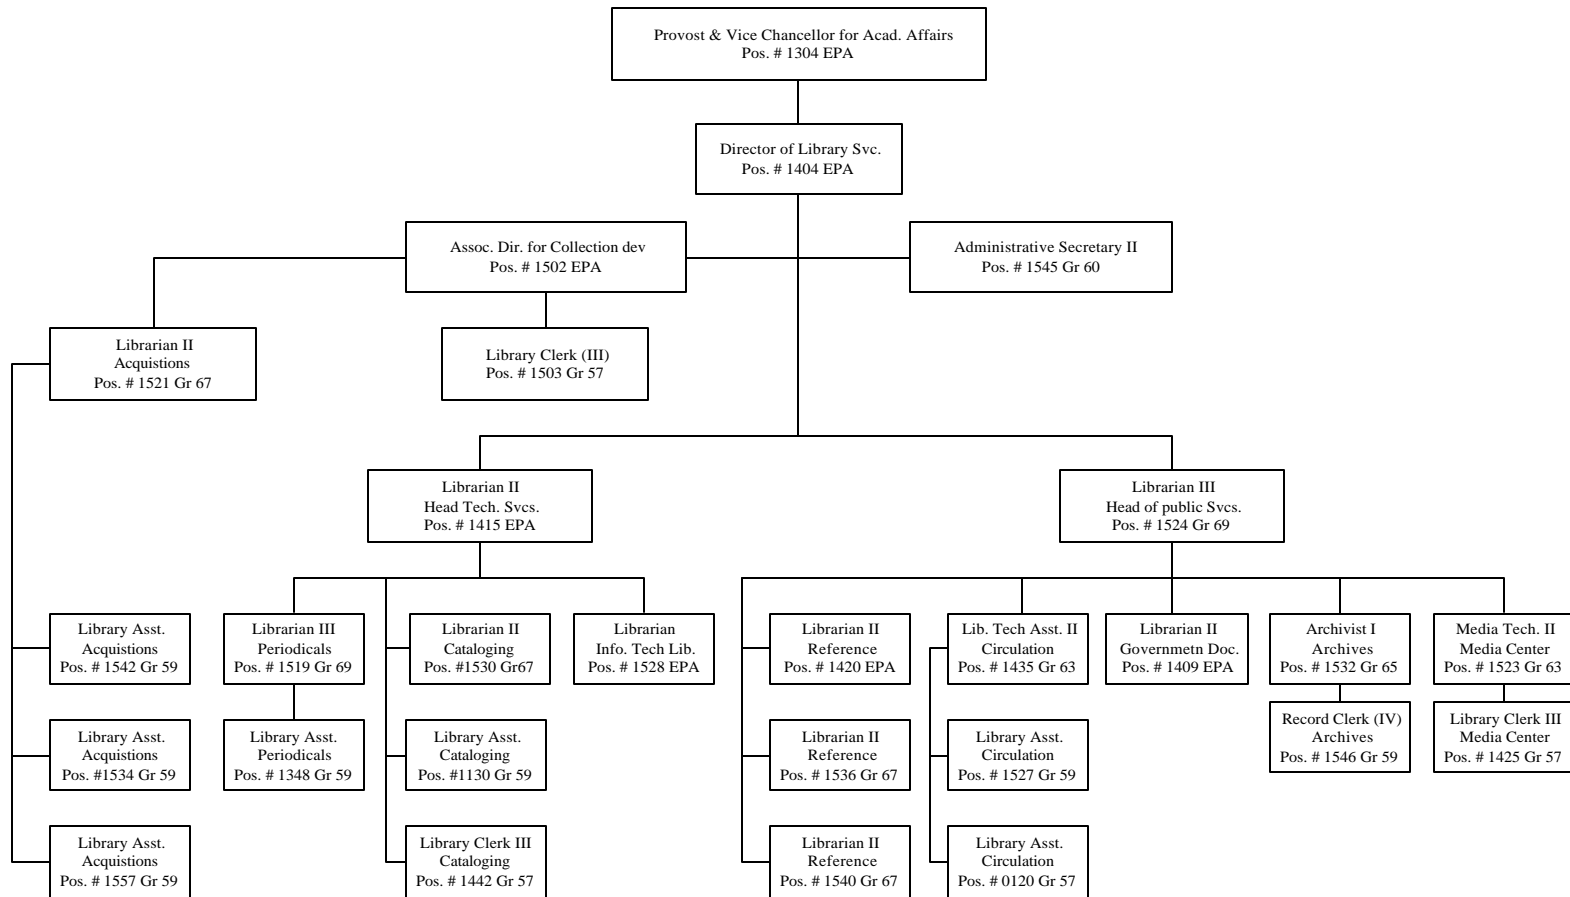 Provost & Vice Chancellor for Acad. Affairs
Pos. # 1304 EPA
Director of Library Svc.
Pos. # 1404 EPA
Assoc. Dir. for Collection dev
Pos. # 1502 EPA
Administrative Secretary II
Pos. # 1545 Gr 60
Librarian II
Acquistions
Pos. # 1521 Gr 67
Library Clerk (III)
Pos. # 1503 Gr 57
Librarian II
Head Tech. Svcs.
Pos. # 1415 EPA
Librarian III
Head of public Svcs.
Pos. # 1524 Gr 69
Library Asst.
Acquistions
Pos. # 1542 Gr 59
Librarian III
Periodicals
Pos. # 1519 Gr 69
Librarian II
Cataloging
Pos. #1530 Gr67
Librarian
Info. Tech Lib.
Pos. # 1528 EPA
Librarian II
Reference
Pos. # 1420 EPA
Lib. Tech Asst. II
Circulation
Pos. # 1435 Gr 63
Librarian II
Governmetn Doc.
Pos. # 1409 EPA
Archivist I
Archives
Pos. # 1532 Gr 65
Media Tech. II
Media Center
Pos. # 1523 Gr 63
Library Asst.
Acquistions
Pos. #1534 Gr 59
Library Asst.
Periodicals
Pos. # 1348 Gr 59
Library Asst.
Cataloging
Pos. #1130 Gr 59
Librarian II
Reference
Pos. # 1536 Gr 67
Library Asst.
Circulation
Pos. # 1527 Gr 59
Record Clerk (IV)
Archives
Pos. # 1546 Gr 59
Library Clerk III
Media Center
Pos. # 1425 Gr 57
Library Asst.
Acquistions
Pos. # 1557 Gr 59
Library Clerk III
Cataloging
Pos. # 1442 Gr 57
Librarian II
Reference
Pos. # 1540 Gr 67
Library Asst.
Circulation
Pos. # 0120 Gr 57